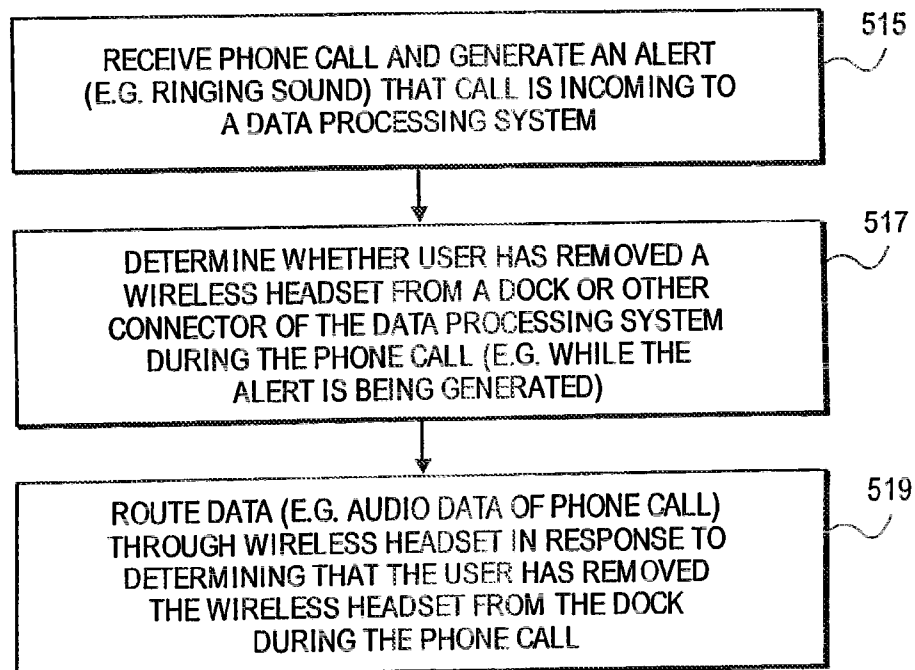 RECEIVE PHONE CALL AND GENERATE AN ALERT
(E.G. RINGING SOUND) THAT CALL IS INCOMING TO
A DATA PROCESSING SYSTEM
515
DETERMINE WHETHER USER HAS REMOVED A
WIRELESS HEADSET FROM A DOCK OR OTHER
CONNECTOR OF THE DATA PROCESSING SYSTEM
DURING THE PHONE CALL (E.G. WHILE THE
ALERT IS BEING GENERATED)
517
ROUTE DATA (E.G. AUDIO DATA OF PHONE CALL)
THROUGH WIRELESS HEADSET IN RESPONSE TO
DETERMINING THAT THE USER HAS REMOVED
THE WIRELESS HEADSET FROM THE DOCK
DURING THE PHONE CALL
519